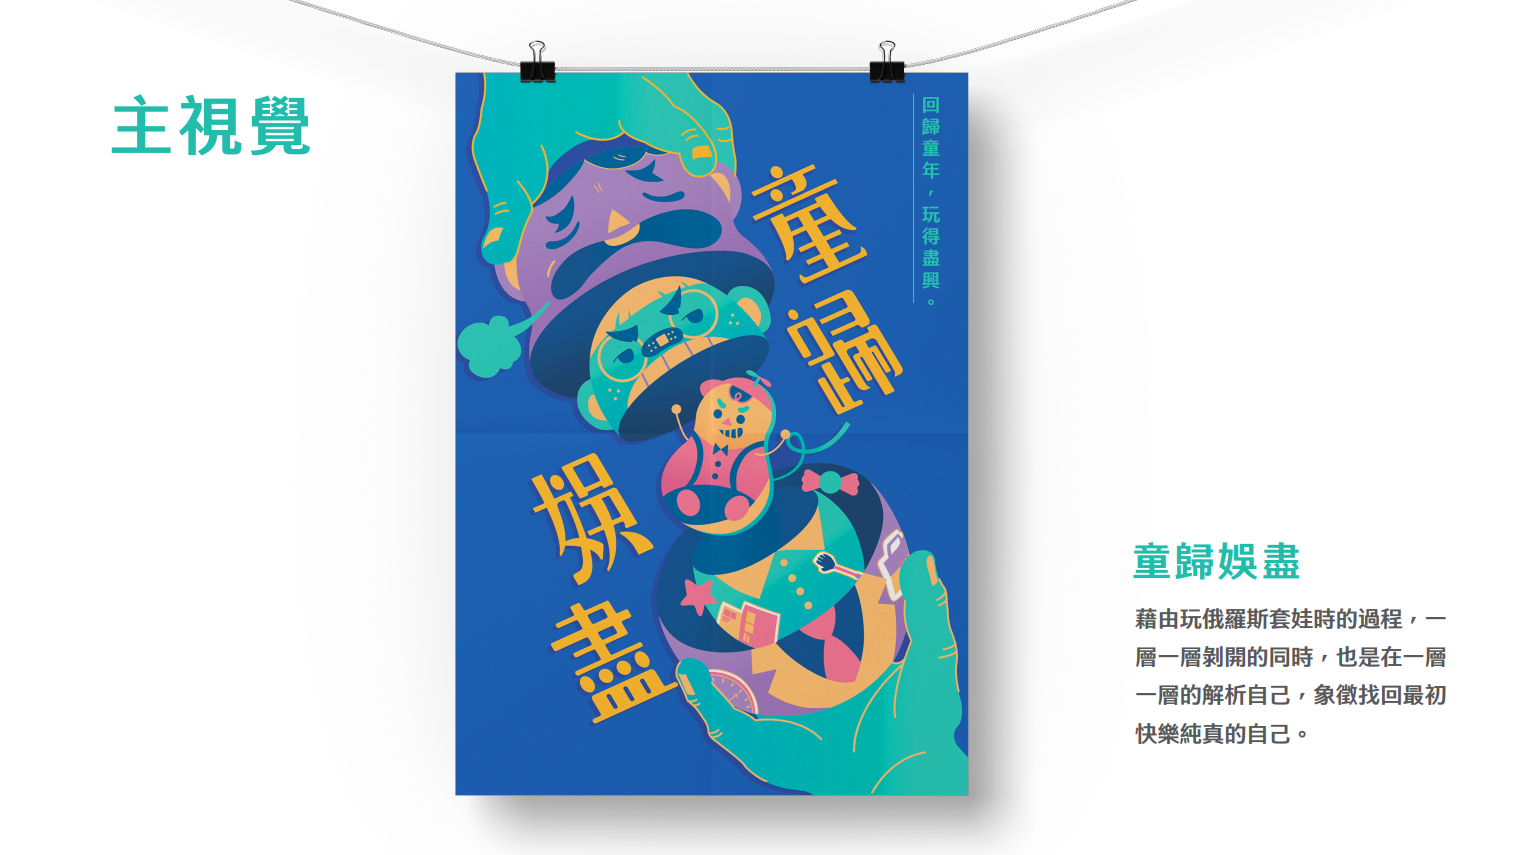 主視覺
回歸童年，玩得盡興。
童歸
娛盡
童歸娛盡
藉由玩俄羅斯套娃時的過程，一
層一層剝開的同時，也是在一層
一層的解析自己，象徵找回最初
快樂純真的自己。